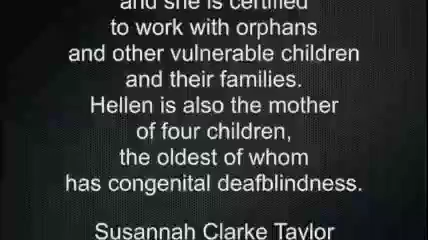 and she is certified
to work with orphans
and other vulnerable children
and their families.
Hellen is also the mother
of four children,
the oldest of whom
has congenital deafblindness.
Susannah Clarke Taylor